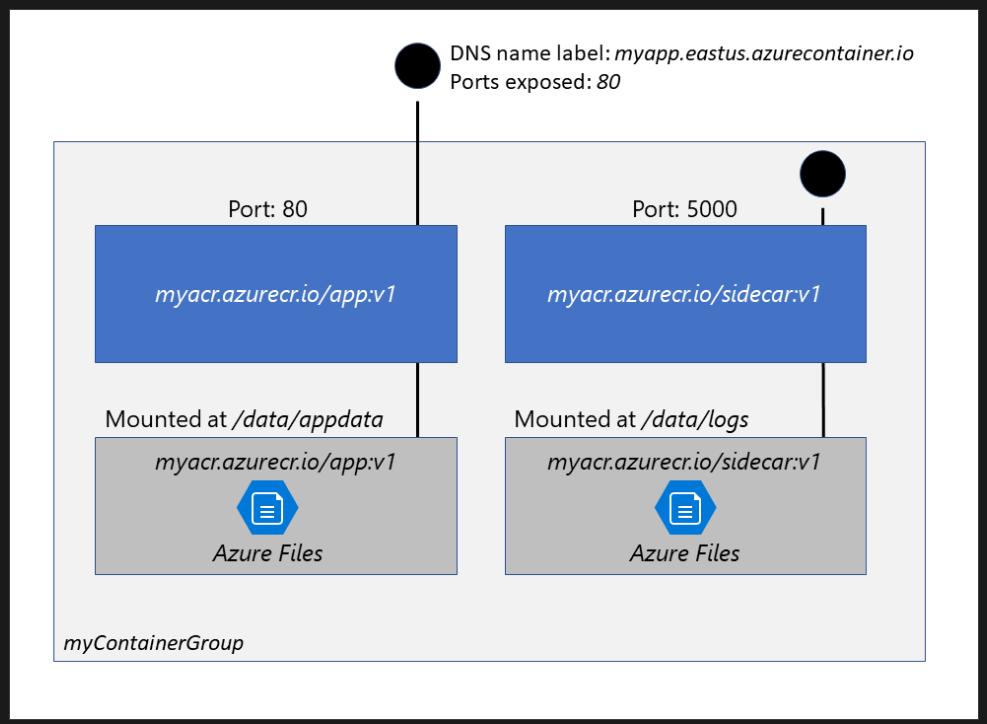 DNS name label: myapp.eastus.azurecontainer.io
Ports exposed: 80
Port: 80
Port: 5000
myacr.azurecr.io/app:v1
myacr.azurecr.io/sidecar:v1
Mounted at /data/appdata
Mounted at /data/logs
myacr.azurecr.io/app:v1
myacr.azurecr.io/sidecar:v1
Azure Files
Azure Files
myContainerGroup